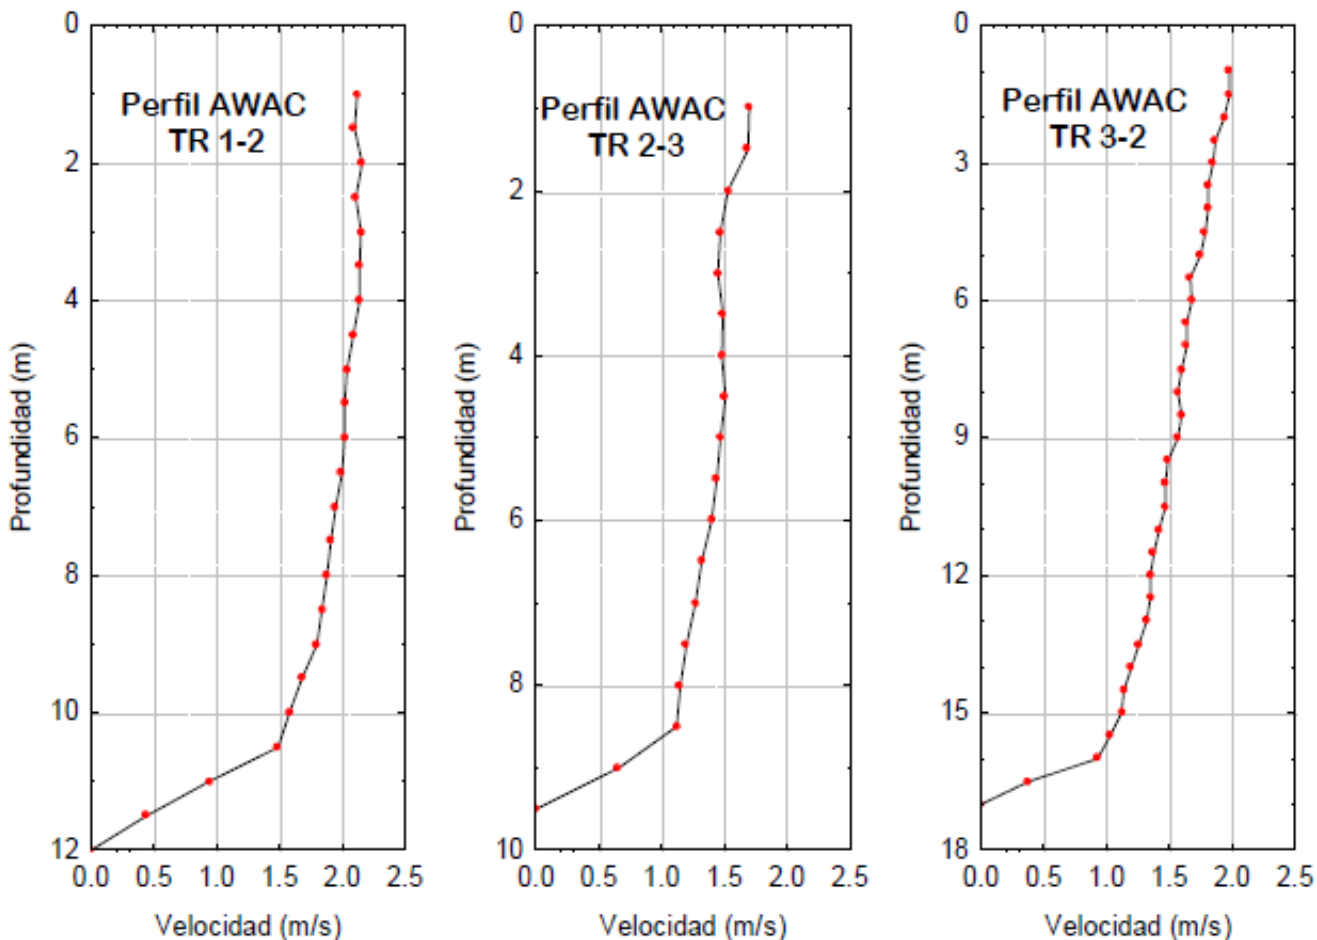 0
2
4
6
8
10
12
Profundidad (m)
Perfil AWAC
TR 1-2
0.0 0.5 1.0 1.5 2.0 2.5
Velocidad (m/s)
0
2
4
6
8
10
Profundidad (m)
Perfil AWAC
TR 2-3
0.0 0.5 1.0 1.5 2.0 2.5
Velocidad (m/s)
0
3
6
9
12
15
18
Profundidad (m)
Perfil AWAC
TR 3-2
0.0 0.5 1.0 1.5 2.0 2.5
Velocidad (m/s)